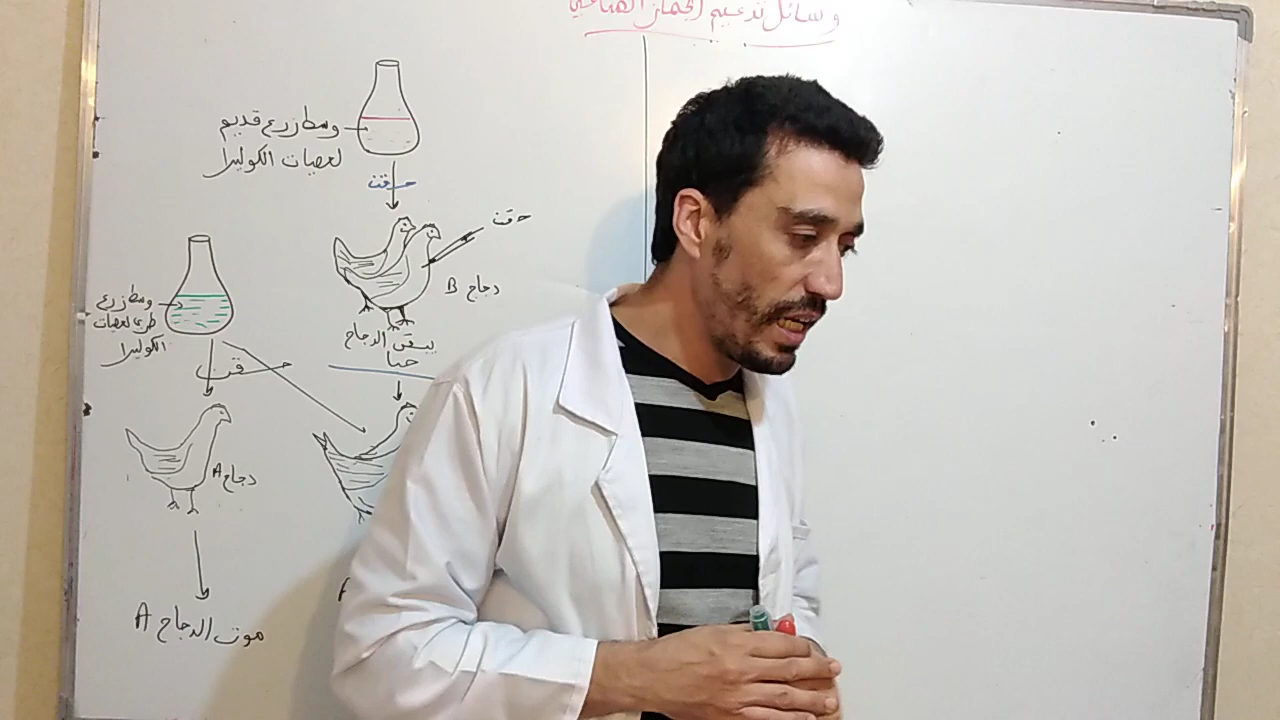 وسائل تدعيم الجهاز المناعي
وسط زرع قديم
لعصيات الكوليرا
حقن
حقن
دجاج B
يبقى الدجاج
حيا
وسط زرع
طري لعصيات
الكوليرا
حقن
دجاج A
موت الدجاج A